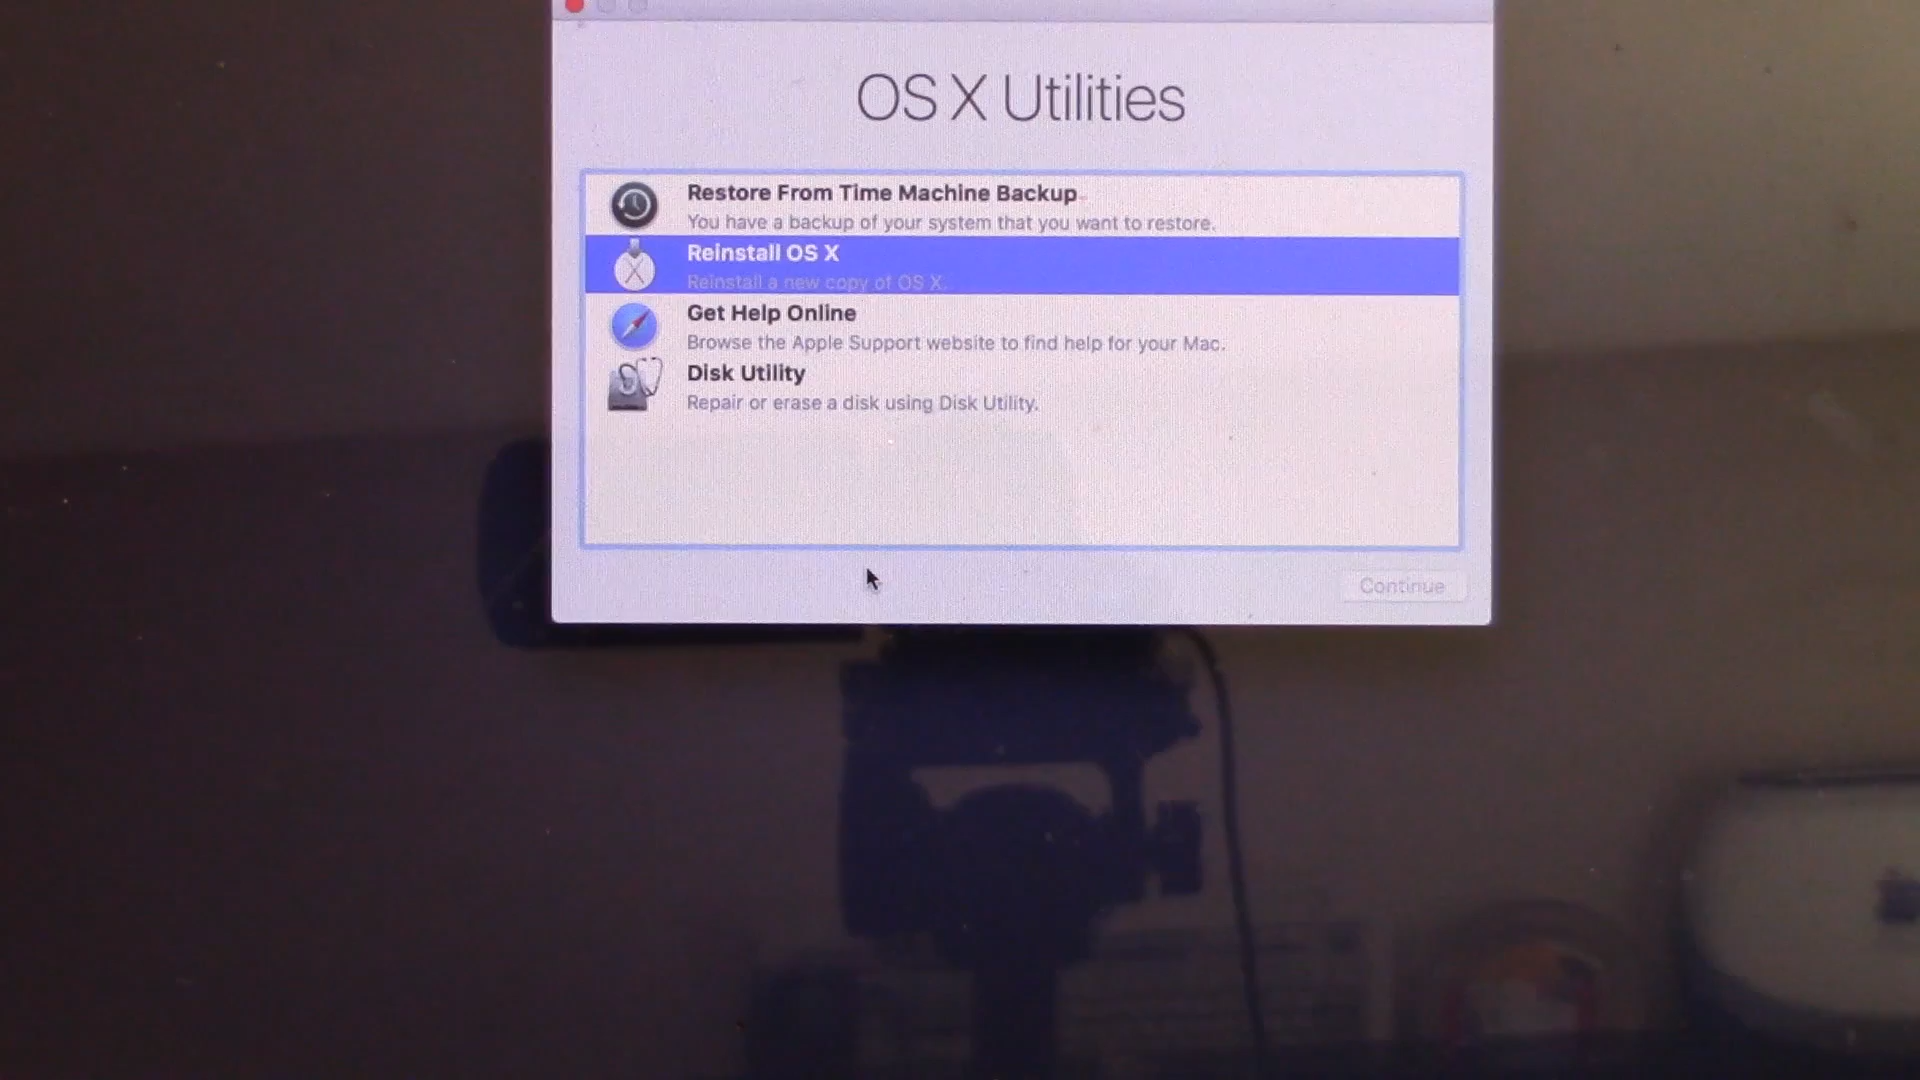 OS X Utilities
Restore From Time Machine Backup
You have a backup of your system that you want to restore.
Reinstall OS X
Reinstall a new copy of OS X.
Get Help Online
Browse the Apple Support website to find help for your Mac.
Disk Utility
Repair or erase a disk using Disk Utility.
Continue